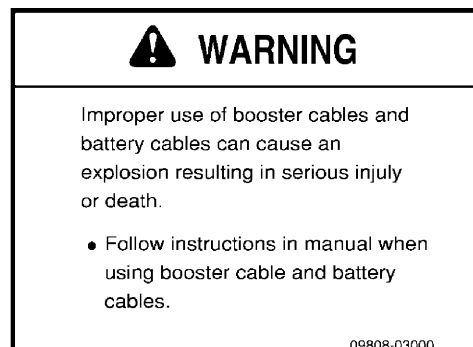 WARNING
Improper use of booster cables and
battery cables can cause an
explosion resulting in serious injuly
or death.
• Follow instructions in manual when
using booster cable and battery
cables.
09808-03000